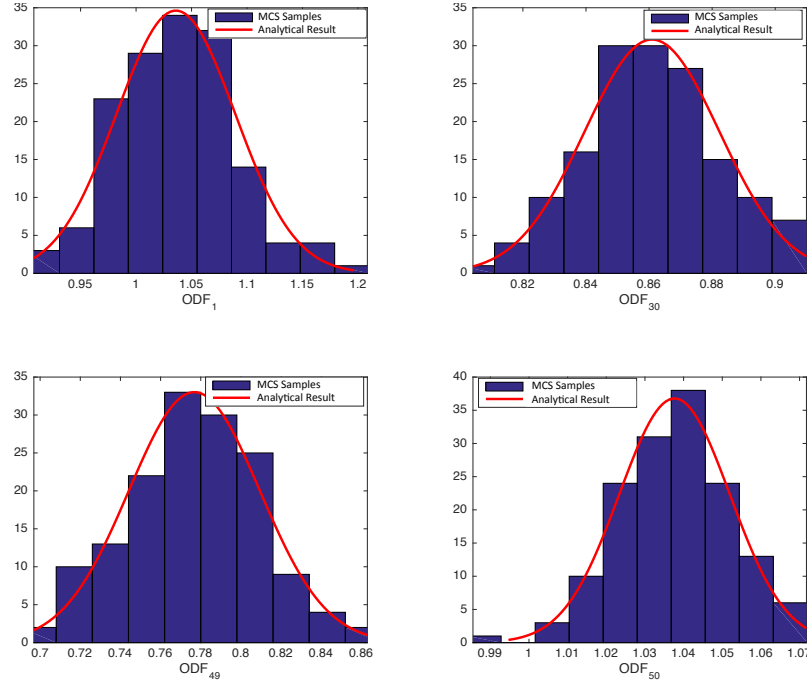 35
30
25
20
15
10
5
0
MCS Samples
Analytical Result
0.95 1 1.05 1.1 1.15 1.2
ODF1
35
30
25
20
15
10
5
0
MCS Samples
Analytical Result
0.82 0.84 0.86 0.88 0.9
ODF30
35
30
25
20
15
10
5
0
MCS Samples
Analytical Result
0.7 0.72 0.74 0.76 0.78 0.8 0.82 0.84 0.86
ODF49
40
35
30
25
20
15
10
5
0
MCS Samples
Analytical Result
0.99 1 1.01 1.02 1.03 1.04 1.05 1.06 1.07
ODF50